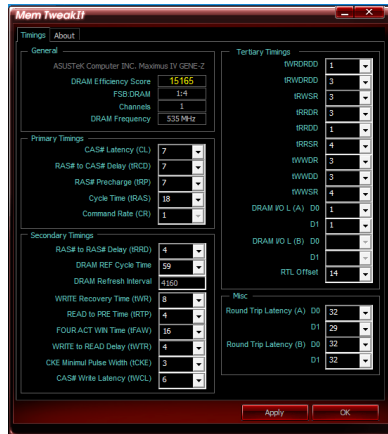 Mem TweakIt
Timings About
General
ASUSTeK Computer INC. Maximus IV GENE-Z
DRAM Efficiency Score 15165
FSB:DRAM 1:4
Channels 1
DRAM Frequency 535 MHz
Primary Timings
CAS# Latency (CL) 7
RAS# to CAS# Delay (tRCD) 7
RAS# Precharge (tRP) 7
Cycle Time (tRAS) 18
Command Rate (CR) 1
Secondary Timings
RAS# to RAS# Delay (tRRD) 4
DRAM REF Cycle Time 59
DRAM Refresh Interval 4160
WRITE Recovery Time (tWR) 8
READ to PRE Time (tRTP) 4
FOUR ACT WIN Time (tFAW) 16
WRITE to READ Delay (tWTR) 4
CKE Minimul Pulse Width (tCKE) 3
CAS# Write Latency (tWCL) 6
Tertiary Timings
tWRDRDD 1
tRWDRDD 3
tRWSR 3
tRRDR 3
tRRDD 1
tRRSR 4
tWWDR 3
tWWDD 3
tWWSR 4
DRAM I/O L (A) D0 1
D1 1
DRAM I/O L (B) D0
D1
RTL Offset 14
Misc
Round Trip Latency (A) D0 32
D1 29
Round Trip Latency (B) D0 32
D1 32
Apply OK